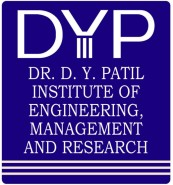 DYP
DR. D. Y. PATIL
INSTITUTE OF
ENGINEERING,
MANAGEMENT
AND RESEARCH